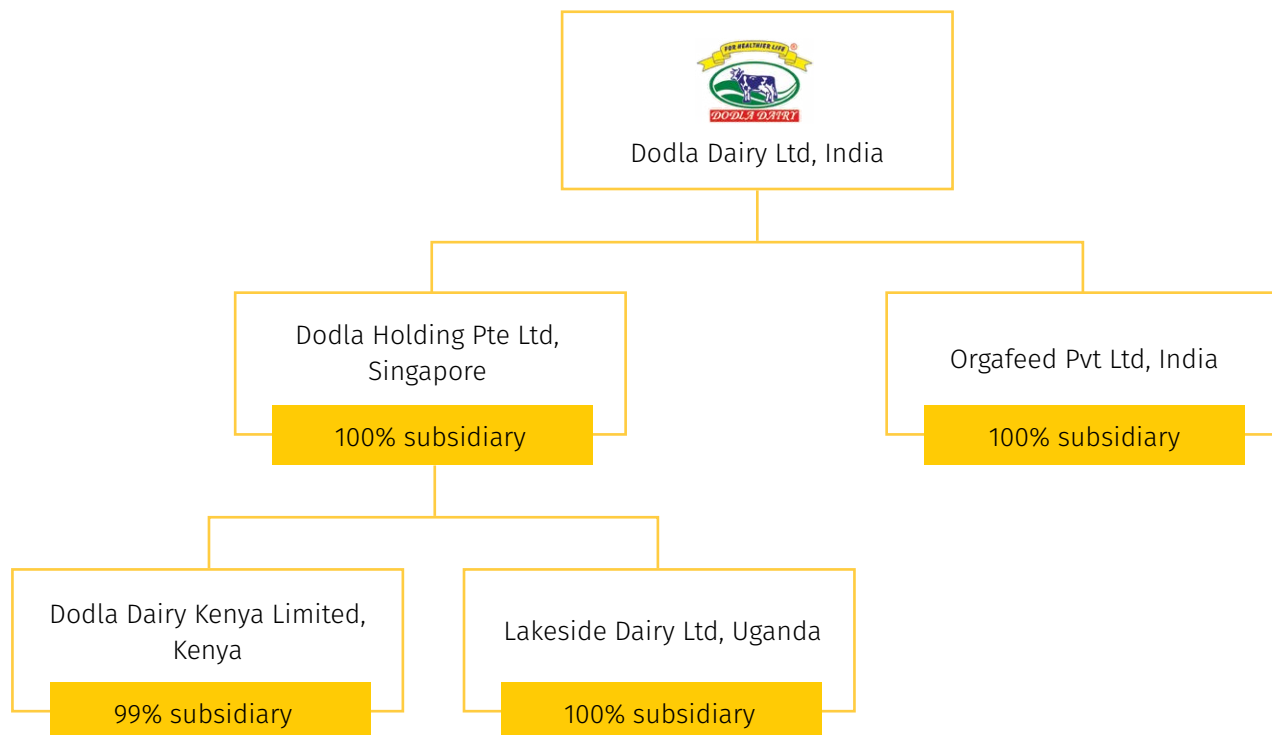 FOR HEALTHIER LIFE ®
DODLA DAIRY
Dodla Dairy Ltd, India
Dodla Holding Pte Ltd,
Singapore
100% subsidiary
Orgafeed Pvt Ltd, India
100% subsidiary
Dodla Dairy Kenya Limited,
Kenya
99% subsidiary
Lakeside Dairy Ltd, Uganda
100% subsidiary